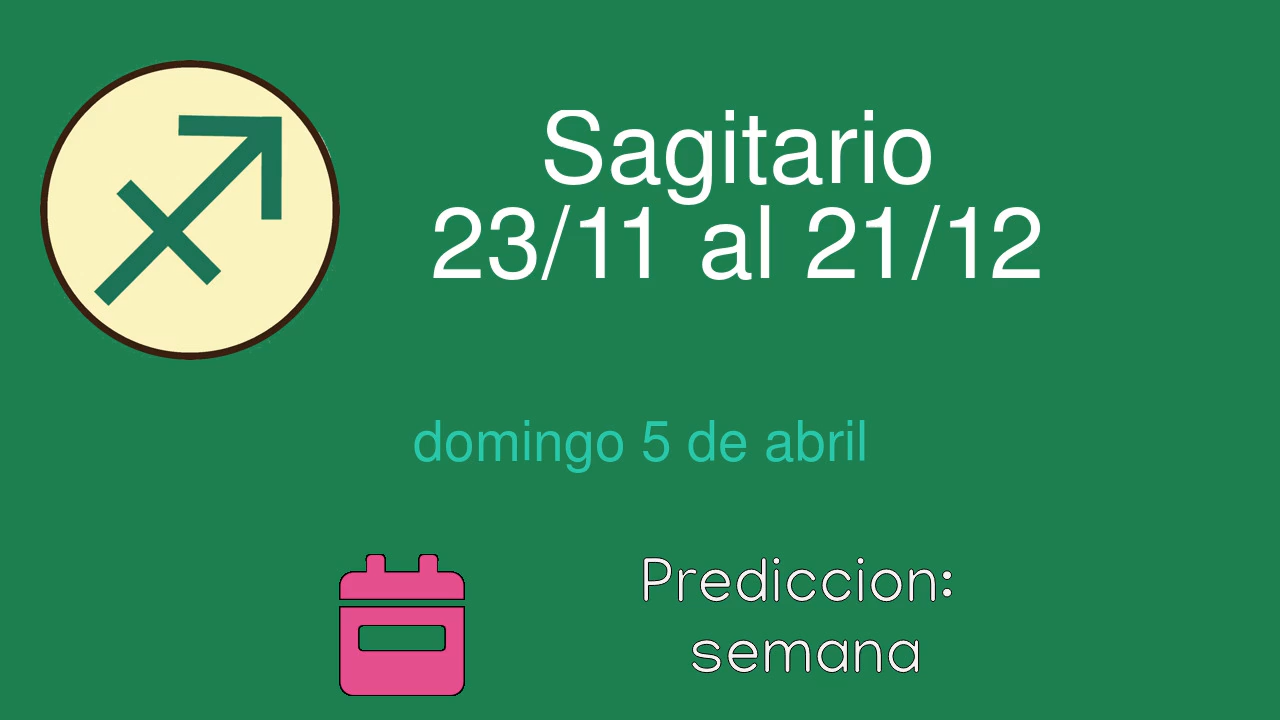 Sagitario
23/11 al 21/12
domingo 5 de abril
Prediccion:
semana